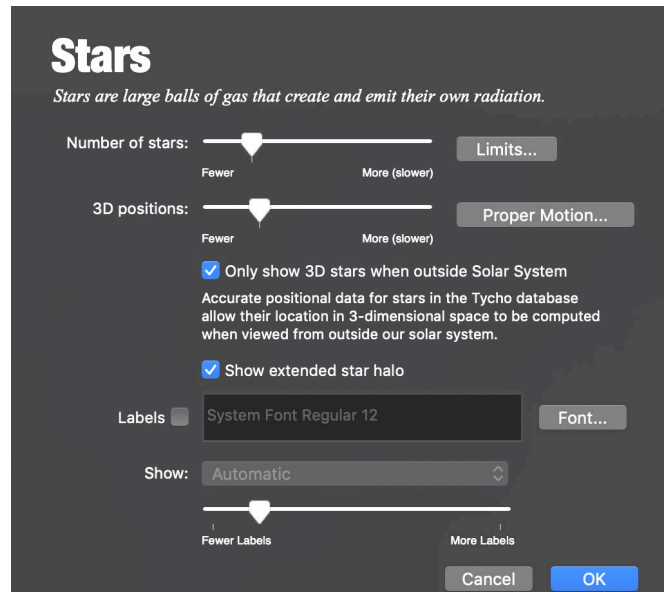 Stars
Stars are large balls of gas that create and emit their own radiation.
Number of stars:
Limits...
Fewer
More (slower)
3D positions:
Proper Motion...
Fewer
More (slower)
Only show 3D stars when outside Solar System
Accurate positional data for stars in the Tycho database
allow their location in 3-dimensional space to be computed
when viewed from outside our solar system.
Show extended star halo
Labels
System Font Regular 12
Font...
Show:
Automatic
Fewer Labels
More Labels
Cancel
OK